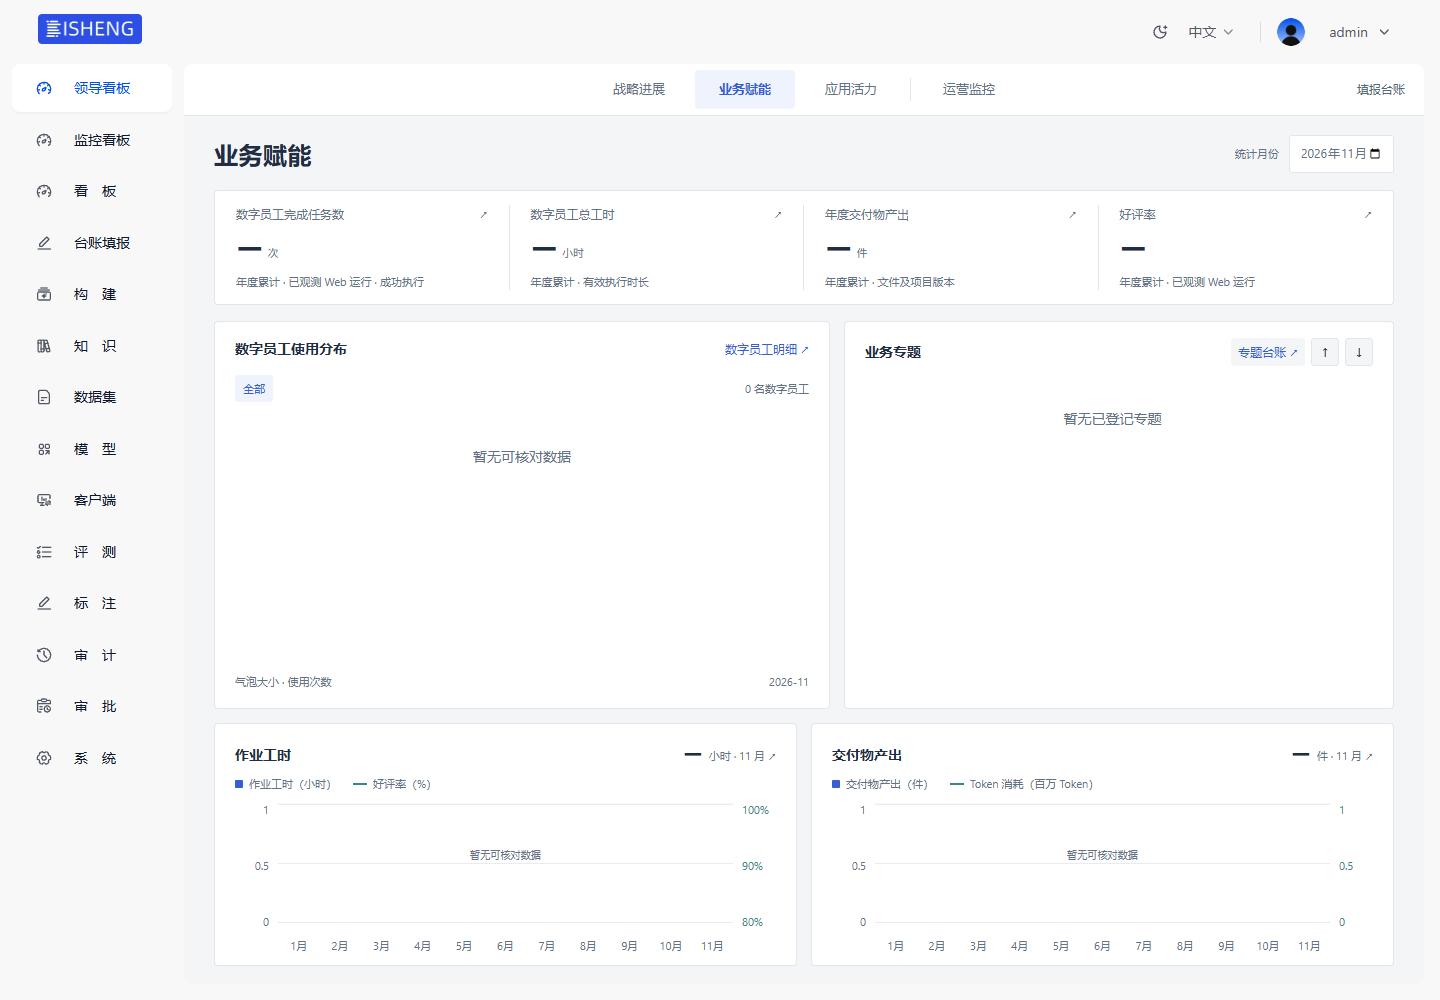 ISHENG
中文
admin
领导看板
监控看板
看 板
台账填报
构 建
知 识
数据集
模 型
客户端
评 测
标 注
审 计
审 批
系 统
战略进展 业务赋能 应用活力 运营监控 填报台账
业务赋能
统计月份 2026年11月
数字员工完成任务数 ↗
— 次
年度累计 · 已观测 Web 运行 · 成功执行
数字员工总工时 ↗
— 小时
年度累计 · 有效执行时长
年度交付物产出 ↗
— 件
年度累计 · 文件及项目版本
好评率 ↗
—
年度累计 · 已观测 Web 运行
数字员工使用分布 数字员工明细 ↗
全部 0 名数字员工
暂无可核对数据
气泡大小 · 使用次数 2026-11
业务专题 专题台账 ↗ ↑ ↓
暂无已登记专题
作业工时 — 小时 · 11 月 ↗
作业工时（小时） 好评率（%）
1 100%
暂无可核对数据
0.5 90%
0 80%
1月 2月 3月 4月 5月 6月 7月 8月 9月 10月 11月
交付物产出 — 件 · 11 月 ↗
交付物产出（件） Token 消耗（百万 Token）
1 1
暂无可核对数据
0.5 0.5
0 0
1月 2月 3月 4月 5月 6月 7月 8月 9月 10月 11月